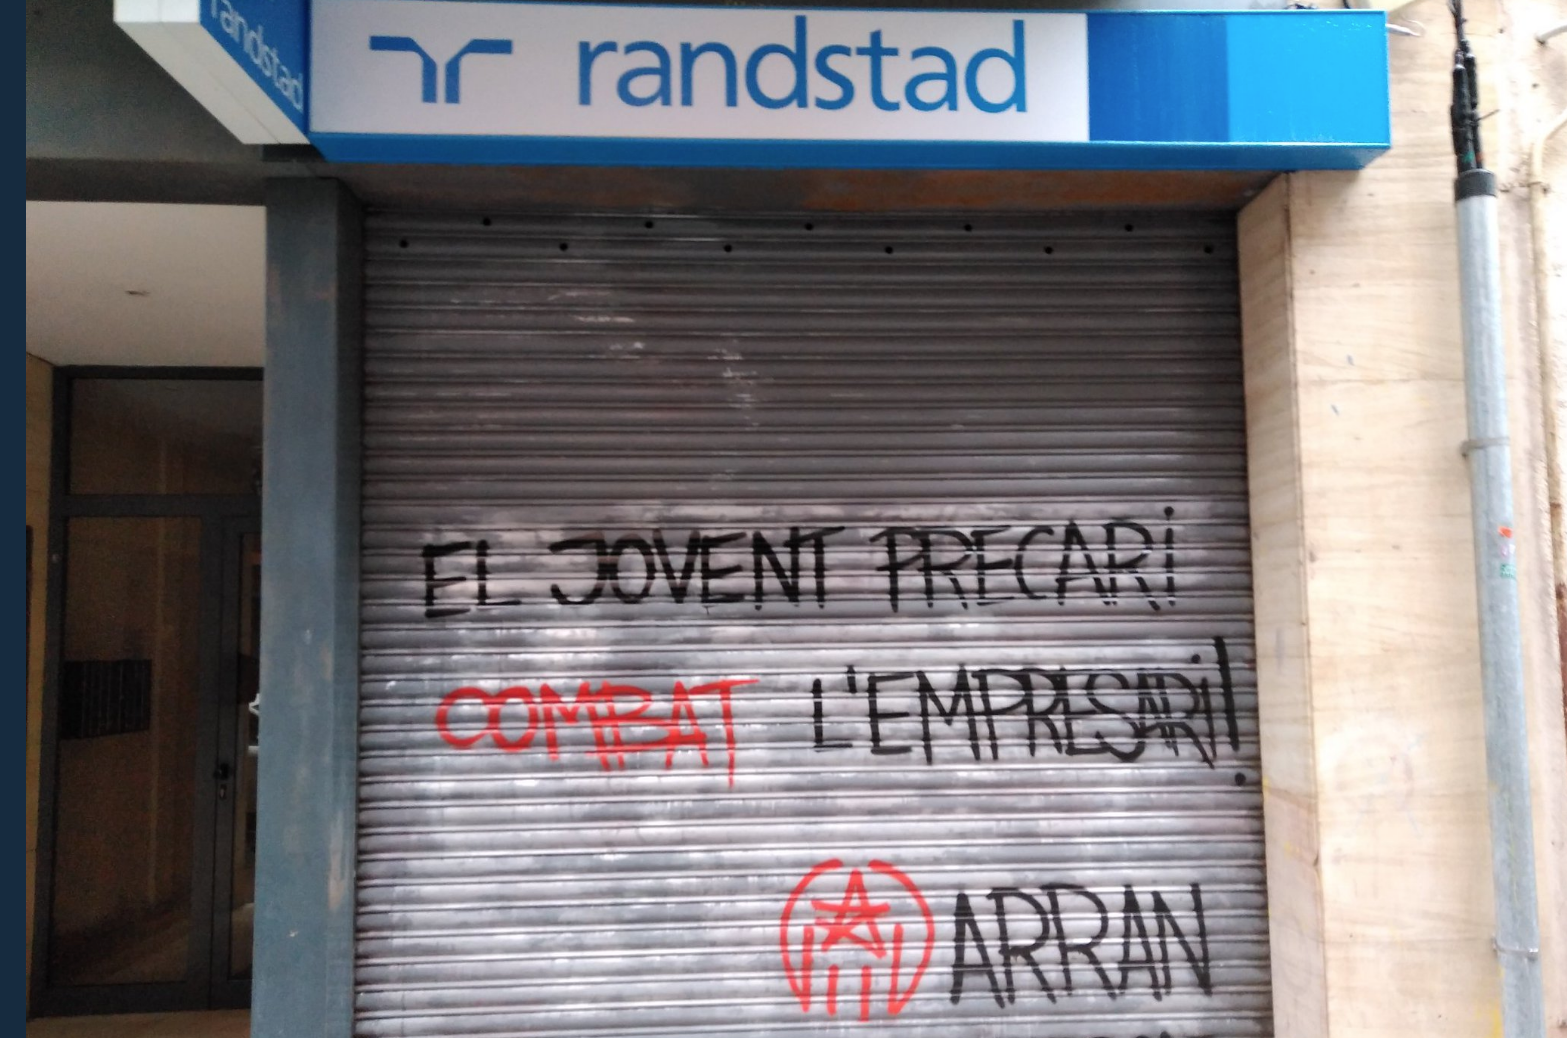 randstad
randstad
EL JOVENT PRECARi
COMBAT L'EMPRESARi!
ARRAN